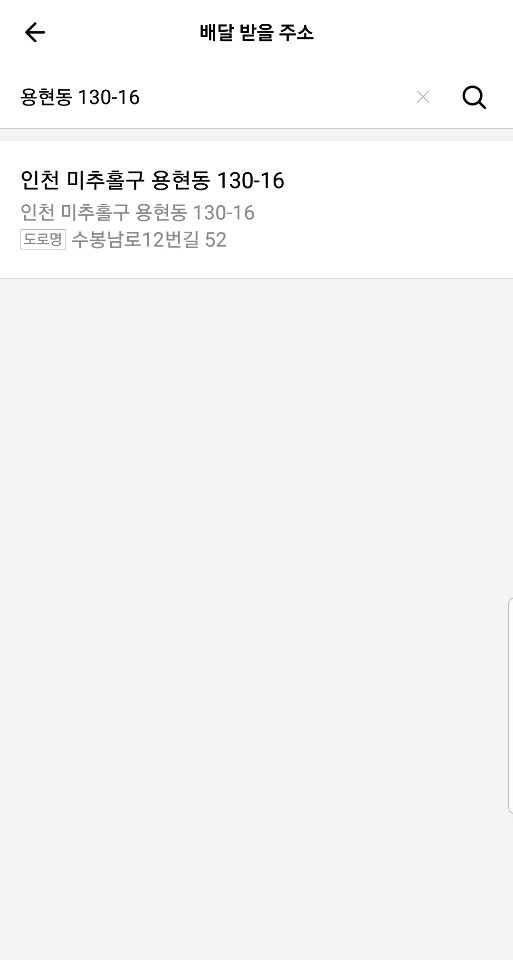 배달 받을 주소
용현동 130-16
인천 미추홀구 용현동 130-16
인천 미추홀구 용현동 130-16
도로명 수봉남로12번길 52